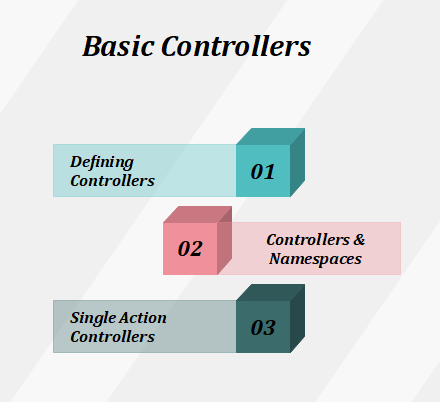 Basic Controllers
Defining
Controllers
01
02
Controllers &
Namespaces
Single Action
Controllers
03